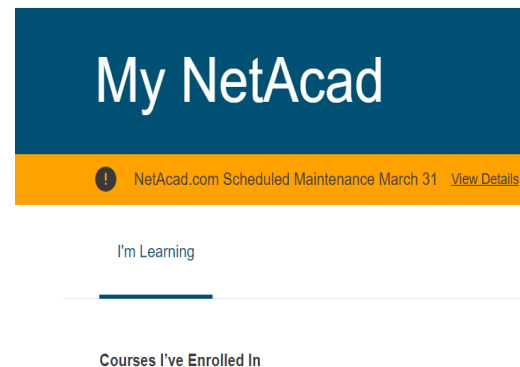 My NetAcad
! NetAcad.com Scheduled Maintenance March 31 View Details
I'm Learning
Courses I've Enrolled In